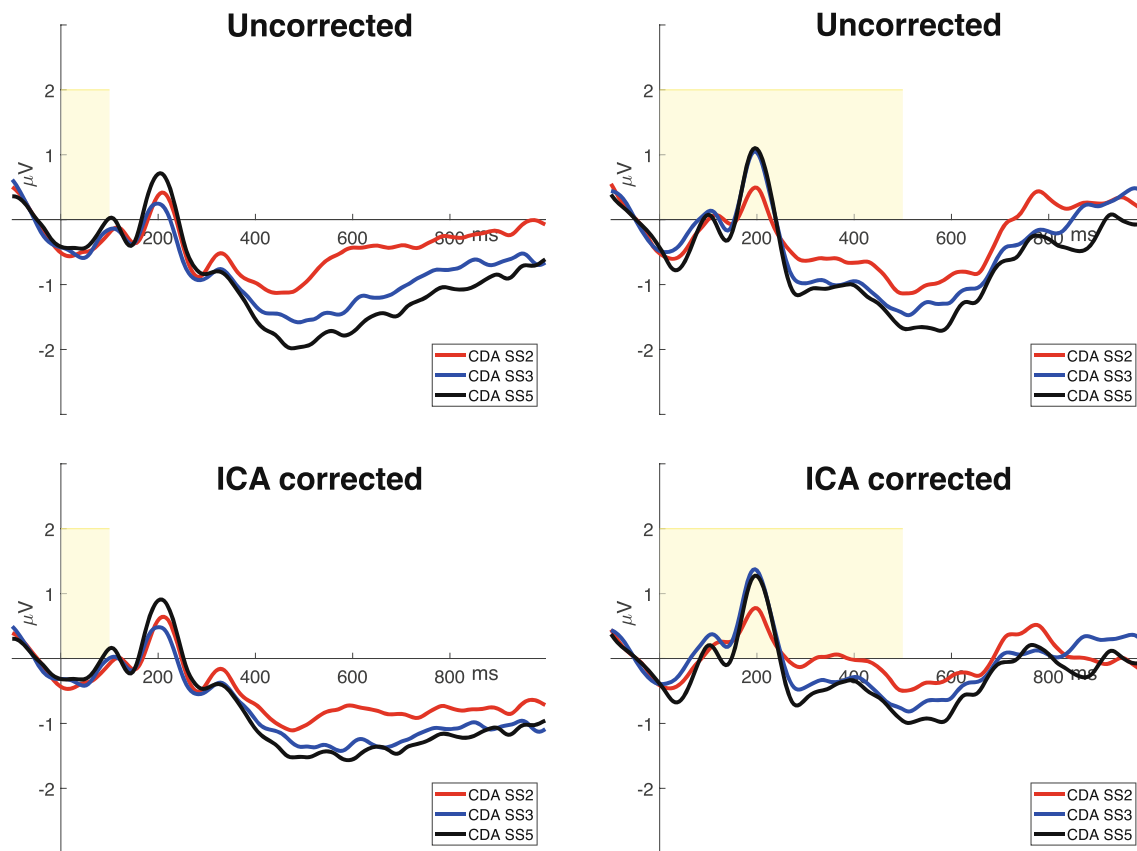 Uncorrected
2
1
μV
200
400
600
800
ms
-1
-2
CDA SS2
CDA SS3
CDA SS5
Uncorrected
2
1
μV
200
400
600
800
ms
-1
-2
CDA SS2
CDA SS3
CDA SS5
ICA corrected
2
1
μV
200
400
600
800
ms
-1
-2
CDA SS2
CDA SS3
CDA SS5
ICA corrected
2
1
μV
200
400
600
800
ms
-1
-2
CDA SS2
CDA SS3
CDA SS5